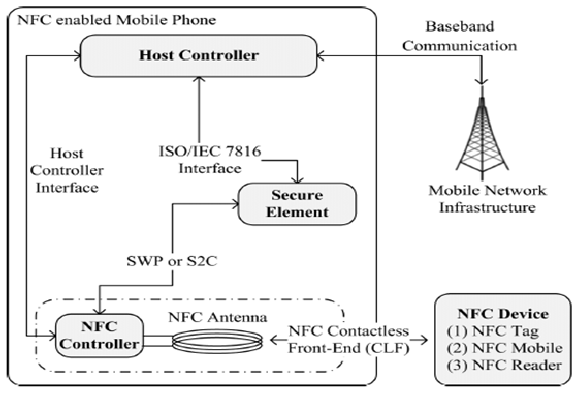 NFC enabled Mobile Phone
Host Controller
Baseband
Communication
Host
Controller
Interface
ISO/IEC 7816
Interface
Secure
Element
Mobile Network
Infrastructure
SWP or S2C
NFC
Controller
NFC Antenna
NFC Contactless
Front-End (CLF)
NFC Device
(1) NFC Tag
(2) NFC Mobile
(3) NFC Reader